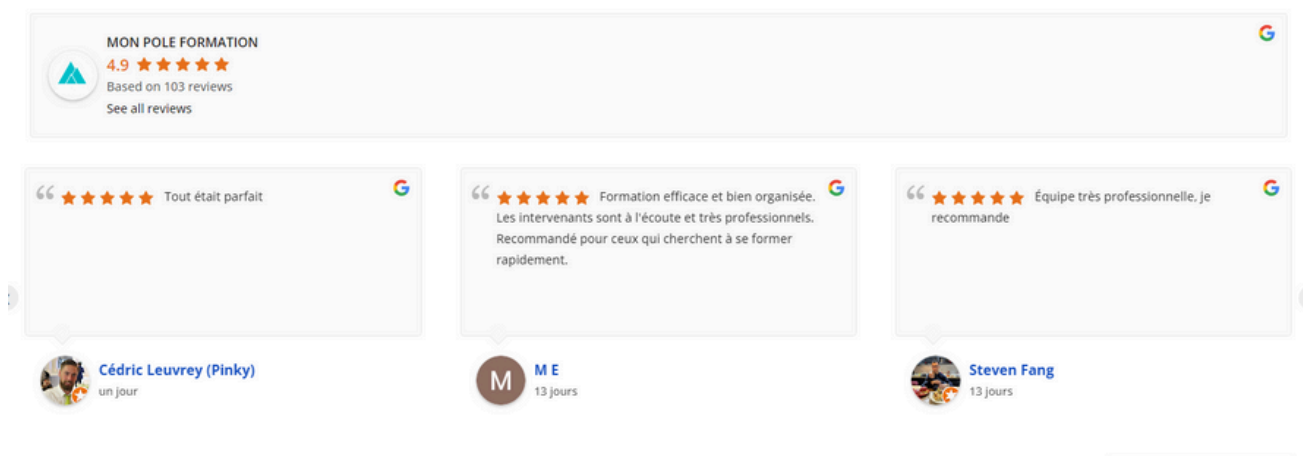 MON POLE FORMATION
4.9
Based on 103 reviews
See all reviews
Tout était parfait
Cédric Leuvrey (Pinky)
un jour
Formation efficace et bien organisée.
Les intervenants sont à l'écoute et très professionnels.
Recommandé pour ceux qui cherchent à se former
rapidement.
M
M E
13 jours
Équipe très professionnelle, je
recommande
Steven Fang
13 jours